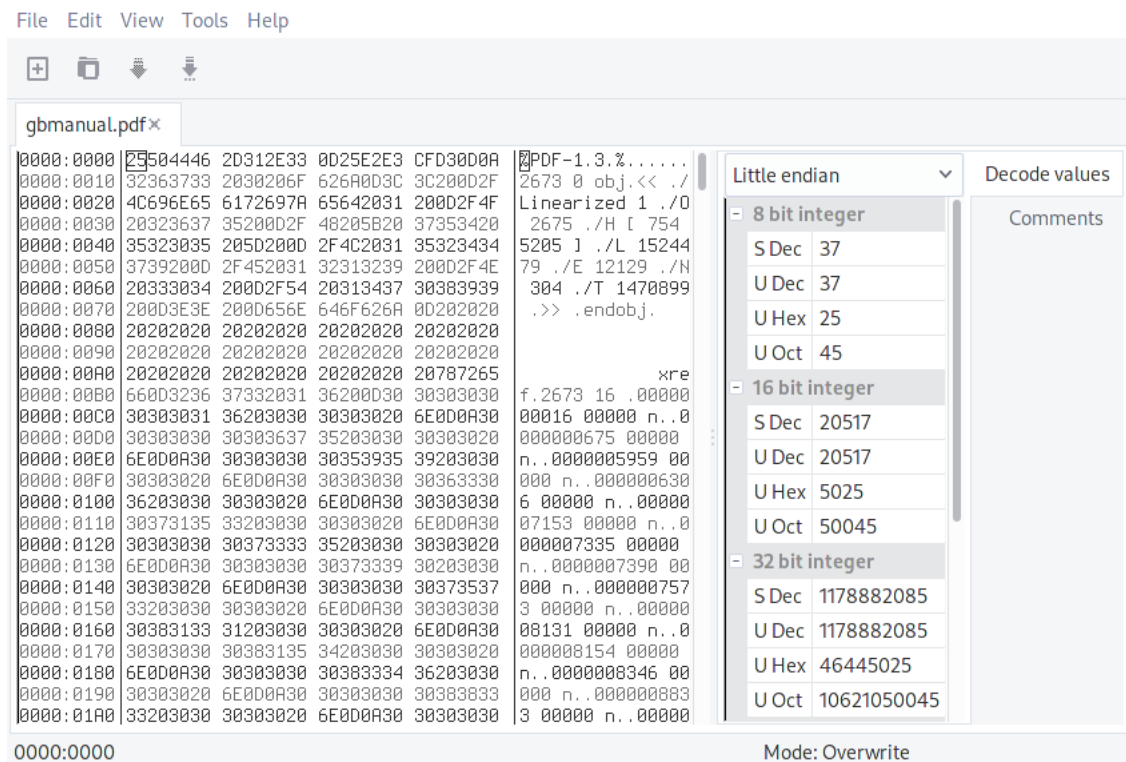 File Edit View Tools Help
gbmanual.pdf×
0000:0000 25504446 2D312E33 0D25E2E3 CFD30D0A %PDF-1.3.%......
0000:0010 32363733 2030206F 626A0D3C 3C200D2F 2673 0 obj.<< ./
0000:0020 4C696E65 6172697A 65642031 200D2F4F Linearized 1 ./O
0000:0030 20323637 35200D2F 48205B20 37353420  2675 ./H [ 754
0000:0040 35323035 205D200D 2F4C2031 35323434 5205 ] ./L 15244
0000:0050 3739200D 2F452031 32313239 200D2F4E 79 ./E 12129 ./N
0000:0060 20333034 200D2F54 20313437 30383939  304 ./T 1470899
0000:0070 200D3E3E 200D656E 646F626A 0D202020  .>> .endobj.
0000:0080 20202020 20202020 20202020 20202020
0000:0090 20202020 20202020 20202020 20202020
0000:00A0 20202020 20202020 20202020 20787265 xre
0000:00B0 660D3236 37332031 36200D30 30303030 f.2673 16 .00000
0000:00C0 30303031 36203030 30303020 6E0D0A30 00016 00000 n..0
0000:00D0 30303030 30303637 35203030 30303020 000000675 00000
0000:00E0 6E0D0A30 30303030 30353935 39203030 n..0000005959 00
0000:00F0 30303020 6E0D0A30 30303030 30363330 000 n..000000630
0000:0100 36203030 30303020 6E0D0A30 30303030 6 00000 n..00000
0000:0110 30373135 33203030 30303020 6E0D0A30 07153 00000 n..0
0000:0120 30303030 30373333 35203030 30303020 000007335 00000
0000:0130 6E0D0A30 30303030 30373339 30203030 n..0000007390 00
0000:0140 30303020 6E0D0A30 30303030 30373537 000 n..000000757
0000:0150 33203030 30303020 6E0D0A30 30303030 3 00000 n..00000
0000:0160 30383133 31203030 30303020 6E0D0A30 08131 00000 n..0
0000:0170 30303030 30383135 34203030 30303020 000008154 00000
0000:0180 6E0D0A30 30303030 30383334 36203030 n..0000008346 00
0000:0190 30303020 6E0D0A30 30303030 30383833 000 n..000000883
0000:01A0 33203030 30303020 6E0D0A30 30303030 3 00000 n..00000
Little endian
8 bit integer
S Dec 37
U Dec 37
U Hex 25
U Oct 45
16 bit integer
S Dec 20517
U Dec 20517
U Hex 5025
U Oct 50045
32 bit integer
S Dec 1178882085
U Dec 1178882085
U Hex 46445025
U Oct 10621050045
Decode values
Comments
0000:0000 Mode: Overwrite